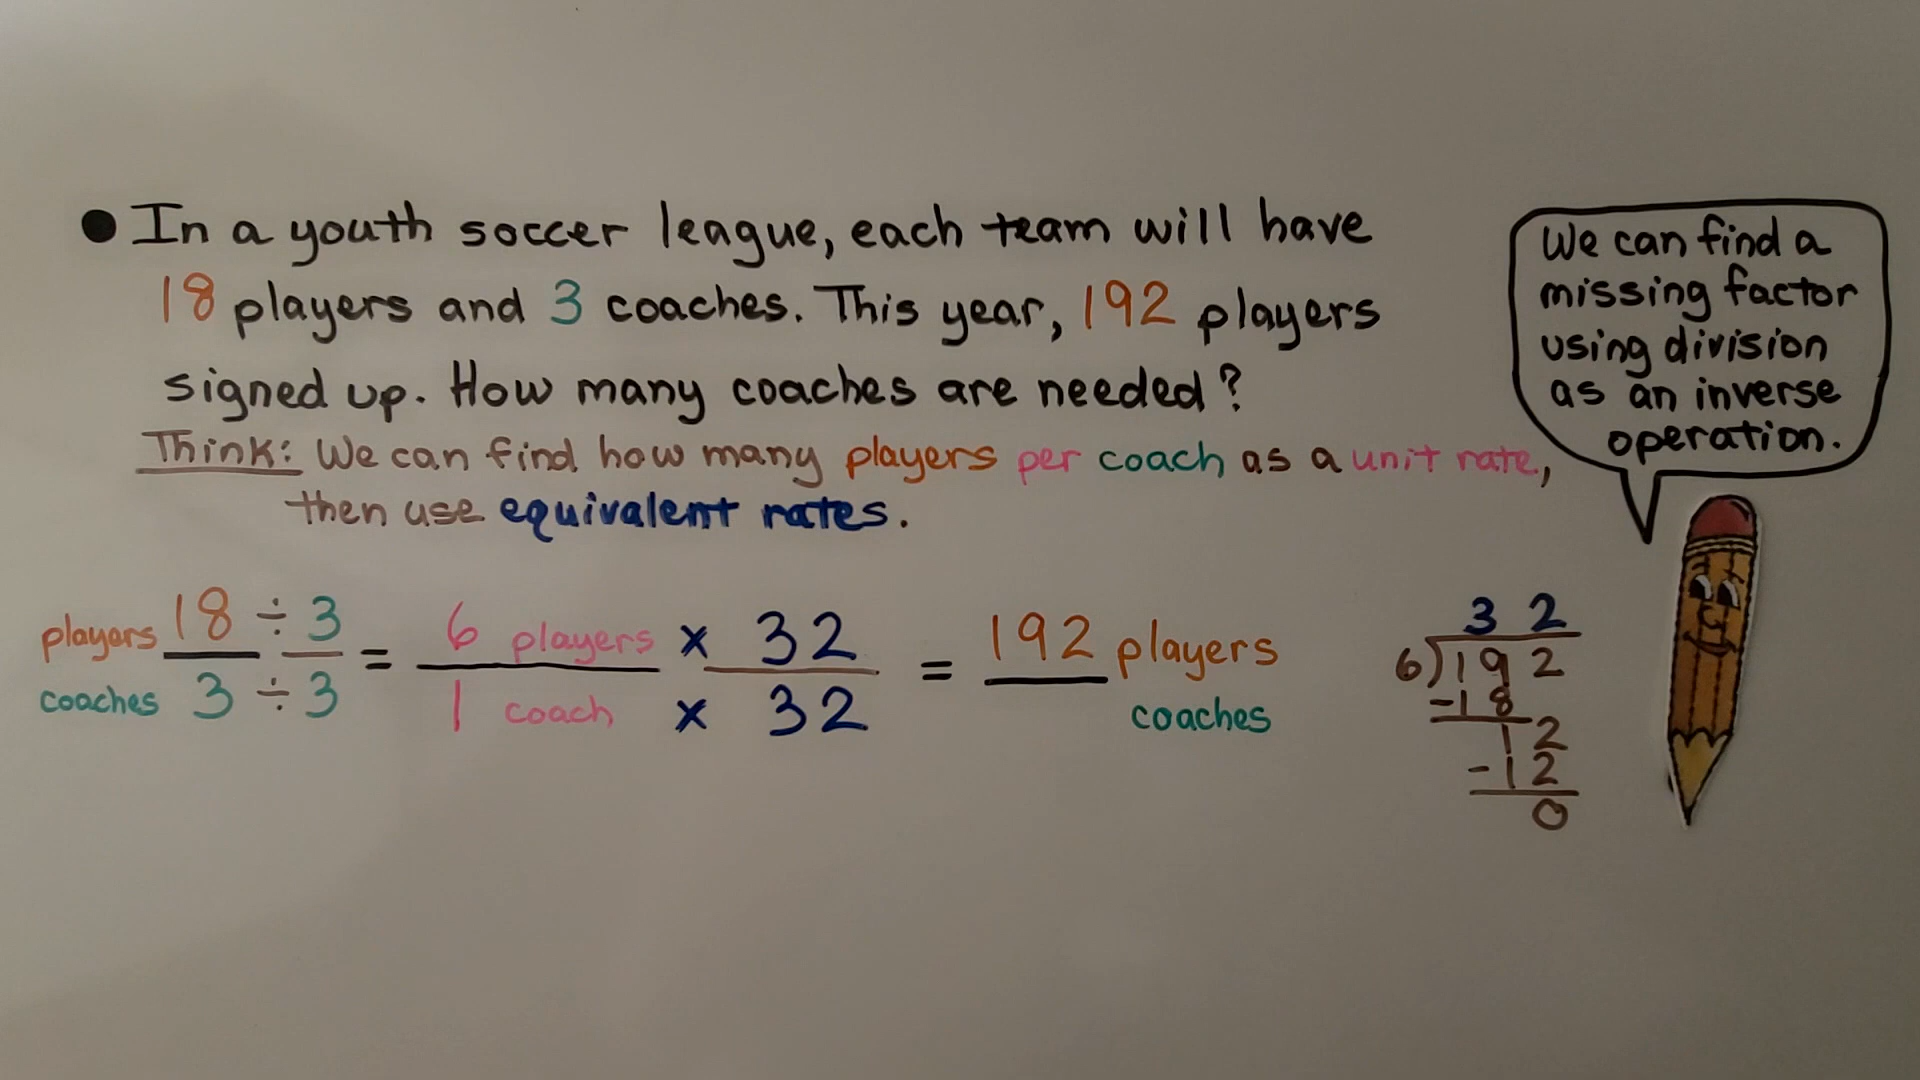 • In a youth soccer league, each team will have
18 players and 3 coaches. This year, 192 players
signed up. How many coaches are needed?
Think: We can find how many players per coach as a unit rate,
then use equivalent rates.
We can find a
missing factor
using division
as an inverse
operation.
players 18 ÷ 3 = 6 players × 32 = 192 players
coaches 3 ÷ 3 1 coach × 32 coaches
32
6)192
-18
12
-12
0